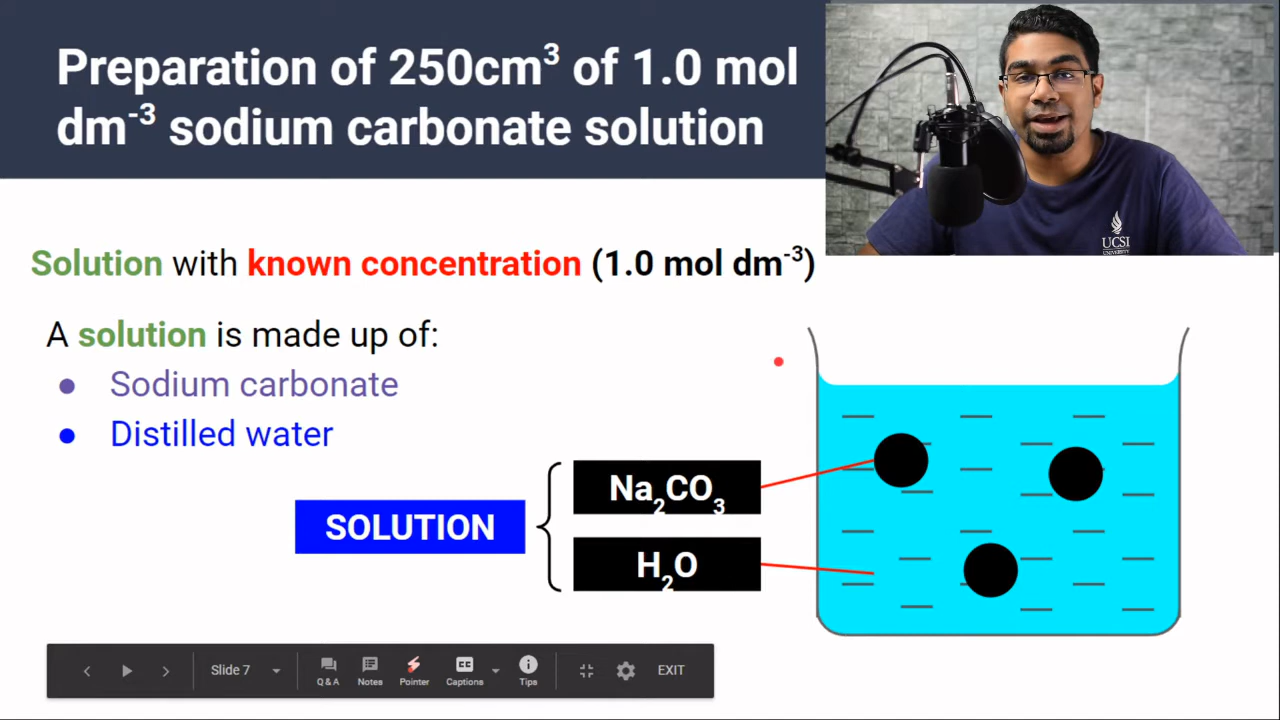 Preparation of 250cm³ of 1.0 mol
dm⁻³ sodium carbonate solution
UCSI
UNIVERSITY
Solution with known concentration (1.0 mol dm⁻³)
A solution is made up of:
● Sodium carbonate
● Distilled water
SOLUTION
Na₂CO₃
H₂O
Slide 7
Q & A
Notes
Pointer
CC
Captions
Tips
EXIT